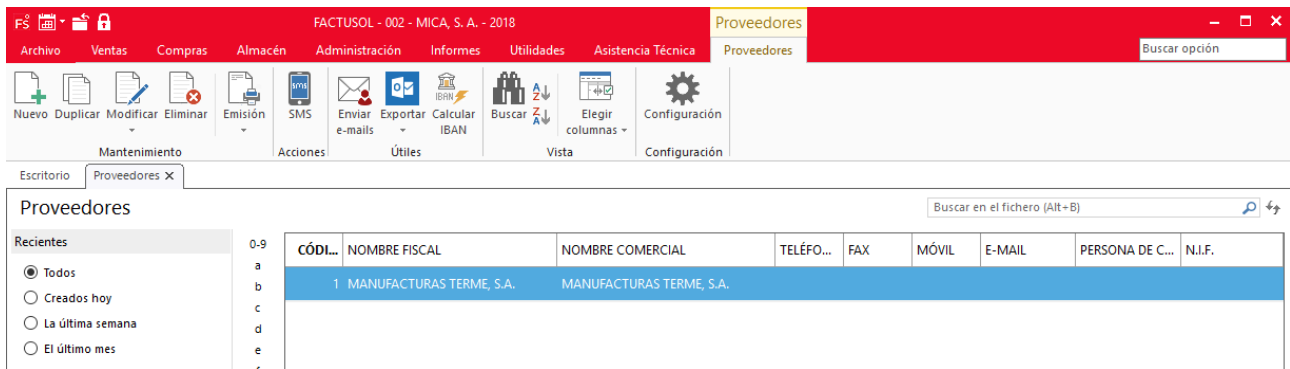 FS FACTUSOL - 002 - MICA, S. A. - 2018 Proveedores
Archivo Ventas Compras Almacén Administración Informes Utilidades Asistencia Técnica Proveedores Buscar opción
Nuevo Duplicar Modificar Eliminar Emisión SMS Enviar e-mails Exportar Calcular IBAN Buscar Elegir columnas Configuración
Mantenimiento Acciones Útiles Vista Configuración
Escritorio Proveedores
Proveedores Buscar en el fichero (Alt+B)
Recientes 0-9 CÓDI... NOMBRE FISCAL NOMBRE COMERCIAL TELÉFO... FAX MÓVIL E-MAIL PERSONA DE C... N.I.F.
Todos a
1 MANUFACTURAS TERME, S.A. MANUFACTURAS TERME, S.A.
b
Creados hoy
c
La última semana d
El último mes e